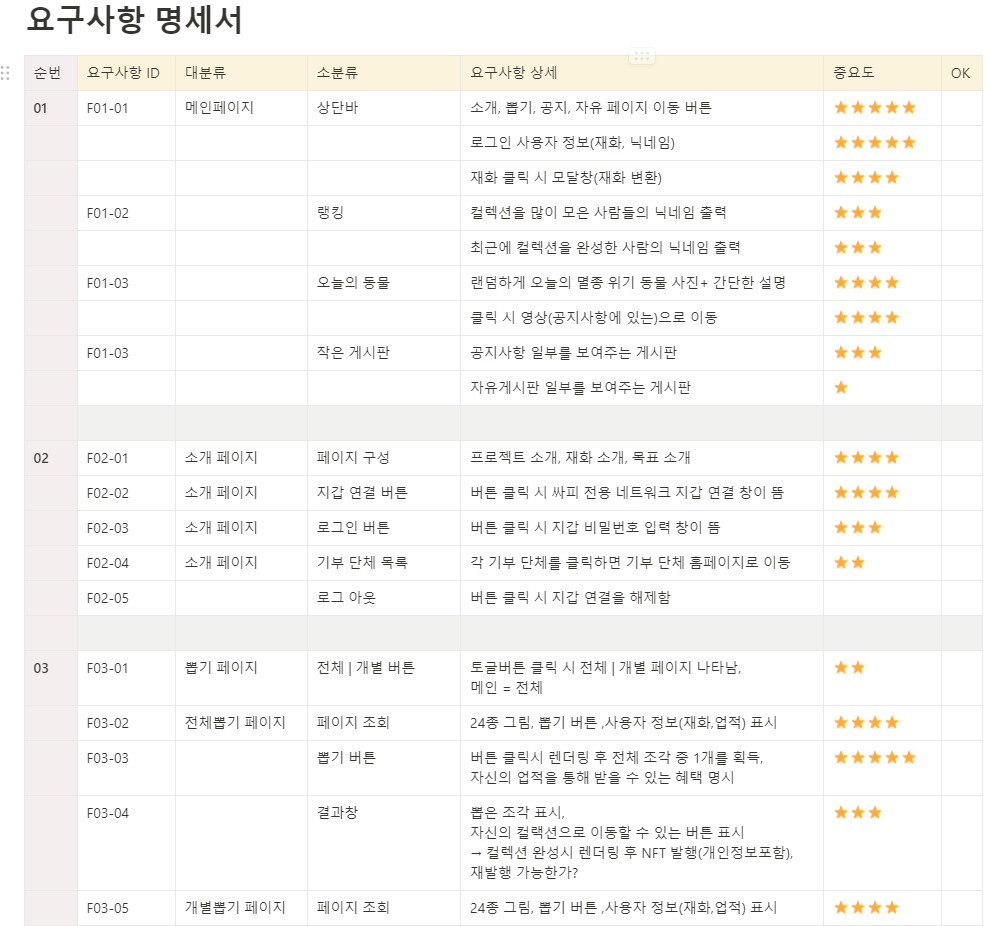 요구사항 명세서
순번 요구사항 ID 대분류 소분류 요구사항 상세 중요도 OK
01 F01-01 메인페이지 상단바 소개, 뽑기, 공지, 자유 페이지 이동 버튼 ★★★★★
로그인 사용자 정보(재화, 닉네임) ★★★★★
재화 클릭 시 모달창(재화 변환) ★★★★
F01-02 랭킹 컬렉션을 많이 모은 사람들의 닉네임 출력 ★★★
최근에 컬렉션을 완성한 사람의 닉네임 출력 ★★★
F01-03 오늘의 동물 랜덤하게 오늘의 멸종 위기 동물 사진+ 간단한 설명 ★★★★
클릭 시 영상(공지사항에 있는)으로 이동 ★★★★
F01-03 작은 게시판 공지사항 일부를 보여주는 게시판 ★★★
자유게시판 일부를 보여주는 게시판 ★
02 F02-01 소개 페이지 페이지 구성 프로젝트 소개, 재화 소개, 목표 소개 ★★★★
F02-02 소개 페이지 지갑 연결 버튼 버튼 클릭 시 싸피 전용 네트워크 지갑 연결 창이 뜸 ★★★★
F02-03 소개 페이지 로그인 버튼 버튼 클릭 시 지갑 비밀번호 입력 창이 뜸 ★★★
F02-04 소개 페이지 기부 단체 목록 각 기부 단체를 클릭하면 기부 단체 홈페이지로 이동 ★★
F02-05 로그 아웃 버튼 클릭 시 지갑 연결을 해제함
03 F03-01 뽑기 페이지 전체 | 개별 버튼 토글버튼 클릭 시 전체 | 개별 페이지 나타남, ★★
메인 = 전체
F03-02 전체뽑기 페이지 페이지 조회 24종 그림, 뽑기 버튼 ,사용자 정보(재화,업적) 표시 ★★★★
F03-03 뽑기 버튼 버튼 클릭시 렌더링 후 전체 조각 중 1개를 획득, ★★★★★
자신의 업적을 통해 받을 수 있는 혜택 명시
F03-04 결과창 뽑은 조각 표시, ★★★
자신의 컬랙션으로 이동할 수 있는 버튼 표시
→ 컬렉션 완성시 렌더링 후 NFT 발행(개인정보포함),
재발행 가능한가?
F03-05 개별뽑기 페이지 페이지 조회 24종 그림, 뽑기 버튼 ,사용자 정보(재화,업적) 표시 ★★★★